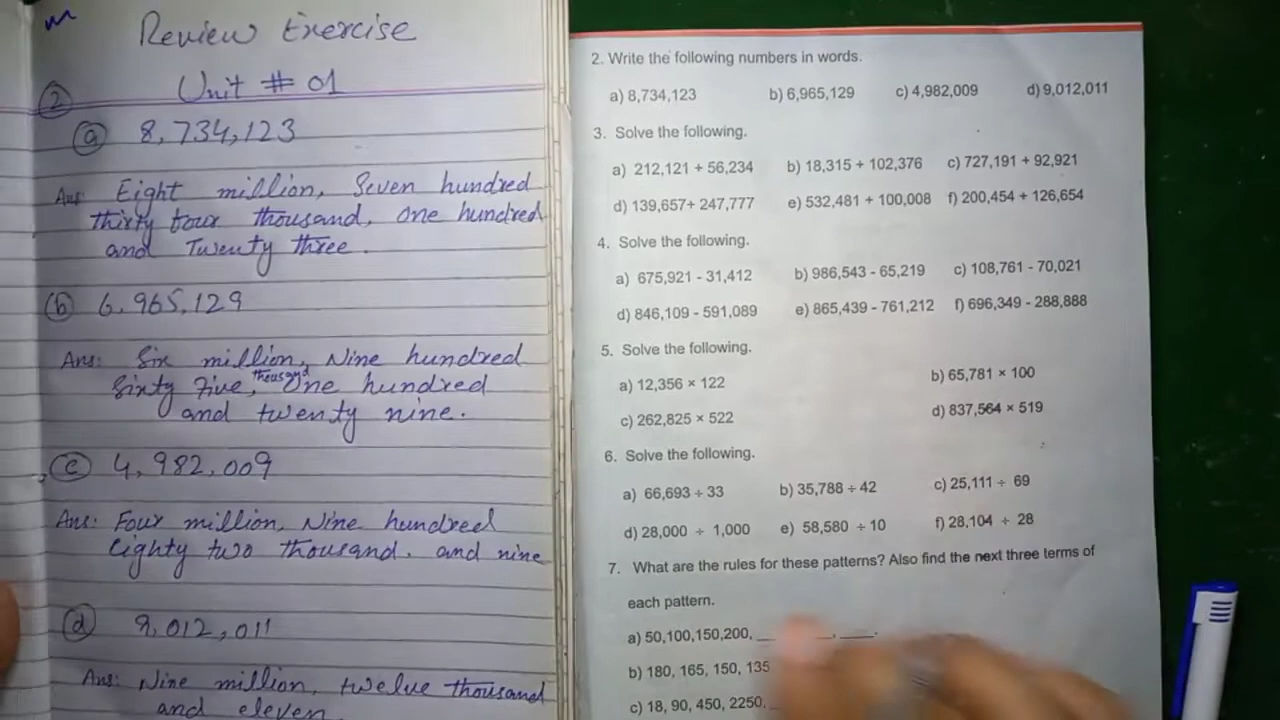 Review Exercise
Unit # 01
2
a 8,734,123
Ans: Eight million, Seven hundred
thirty four thousand, One hundred
and Twenty three.
b 6,965,129
Ans: Six million, Nine hundred
Sixty Five, thousand One hundred
and twenty nine.
c 4,982,009
Ans: Four million, Nine hundred
Eighty two thousand. and nine
d 9,012,011
Ans: Nine million, twelve thousand
and eleven
2. Write the following numbers in words.
a) 8,734,123 b) 6,965,129 c) 4,982,009 d) 9,012,011
3. Solve the following.
a) 212,121 + 56,234 b) 18,315 + 102,376 c) 727,191 + 92,921
d) 139,657+ 247,777 e) 532,481 + 100,008 f) 200,454 + 126,654
4. Solve the following.
a) 675,921 - 31,412 b) 986,543 - 65,219 c) 108,761 - 70,021
d) 846,109 - 591,089 e) 865,439 - 761,212 f) 696,349 - 288,888
5. Solve the following.
a) 12,356 × 122 b) 65,781 × 100
c) 262,825 × 522 d) 837,564 × 519
6. Solve the following.
a) 66,693 ÷ 33 b) 35,788 ÷ 42 c) 25,111 ÷ 69
d) 28,000 ÷ 1,000 e) 58,580 ÷ 10 f) 28,104 ÷ 28
7. What are the rules for these patterns? Also find the next three terms of
each pattern.
a) 50,100,150,200, ___, ____.
b) 180, 165, 150, 135
c) 18, 90, 450, 2250,